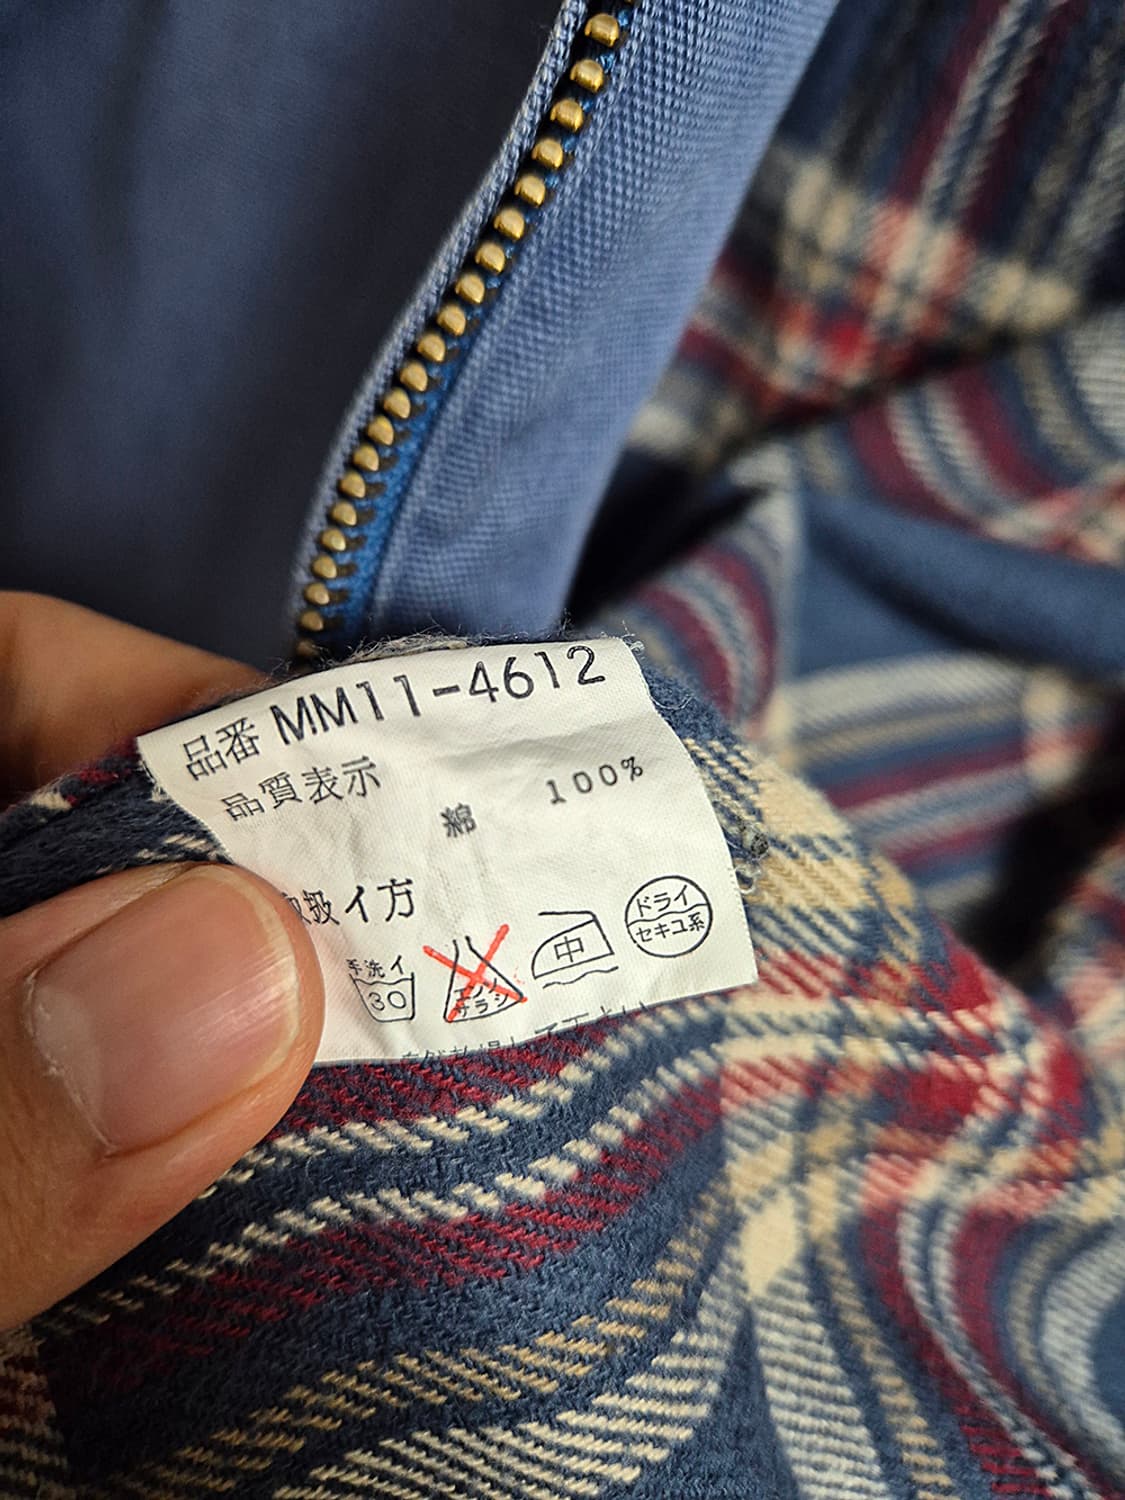 品番 MM11-4612
品質表示
綿 100%
取扱イ方
手洗イ
30
エンソ
サラシ
中
ドライ
セキユ系